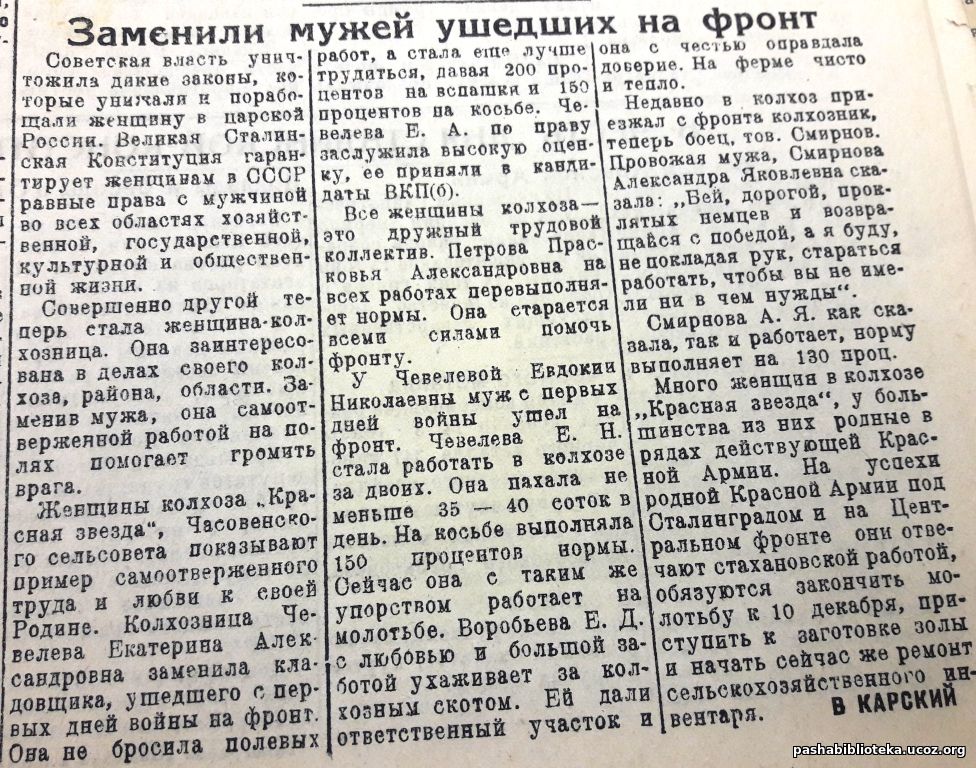 Заменили мужей ушедших на фронт
Советская власть унич-
тожила дикие законы, ко-
торые унижали и порабо-
щали женщину в царской
России. Великая Сталин-
ская Конституция гаран-
тирует женщинам в СССР
равные права с мужчиной
во всех областях хозяйст-
венной, государственной,
культурной и обществен-
ной жизни.
Совершенно другой те-
перь стала женщина-кол-
хозница. Она заинтересо-
вана в делах своего кол-
хоза, района, области. За-
менив мужа, она самоот-
верженной работой на по-
лях помогает громить
врага.
Женщины колхоза „Кра-
сная звезда“, Часовенско-
го сельсовета показывают
пример самоотверженного
труда и любви к своей
Родине. Колхозница Че-
велева Екатерина Алек-
сандровна заменила кла-
довщика, ушедшего с пер-
вых дней войны на фронт.
Она не бросила полевых
работ, а стала еще лучше
трудиться, давая 200 про-
центов на вспашки и 150
процентов на косьбе. Че-
велева Е. А. по праву
заслужила высокую оцен-
ку, ее приняли в канди-
даты ВКП(б).
Все женщины колхоза—
это дружный трудовой
коллектив. Петрова Прас-
ковья Александровна на
всех работах перевыполня-
ет нормы. Она старается
всеми силами помочь
фронту.
У Чевелевой Евдокии
Николаевны муж с первых
дней войны ушел на
фронт. Чевелева Е. Н.
стала работать в колхозе
за двоих. Она пахала не
меньше 35 — 40 соток в
день. На косьбе выполняла
150 процентов нормы.
Сейчас она с таким же
упорством работает на
молотьбе. Воробьева Е. Д.
с любовью и большой за-
ботой ухаживает за кол-
хозным скотом. Ей дали
ответственный участок и
она с честью оправдала
доверие. На ферме чисто
и тепло.
Недавно в колхоз при-
езжал с фронта колхозник,
теперь боец, тов. Смирнов.
Провожая мужа, Смирнова
Александра Яковлевна ска-
зала: „Бей, дорогой, прок-
лятых немцев и возвра-
щайся с победой, а я буду,
не покладая рук, стараться
работать, чтобы вы не име-
ли ни в чем нужды“.
Смирнова А. Я. как ска-
зала, так и работает, норму
выполняет на 130 проц.
Много женщин в колхозе
„Красная звезда“, у боль-
шинства из них родные в
рядах действующей Крас-
ной Армии. На успехи
родной Красной Армии под
Сталинградом и на Цент-
ральном фронте они отве-
чают стахановской работой,
обязуются закончить мо-
лотьбу к 10 декабря, при-
ступить к заготовке золы
и начать сейчас же ремонт
сельскохозяйственного ин-
вентаря.
В КАРСКИЙ
pashabiblioteka.ucoz.org